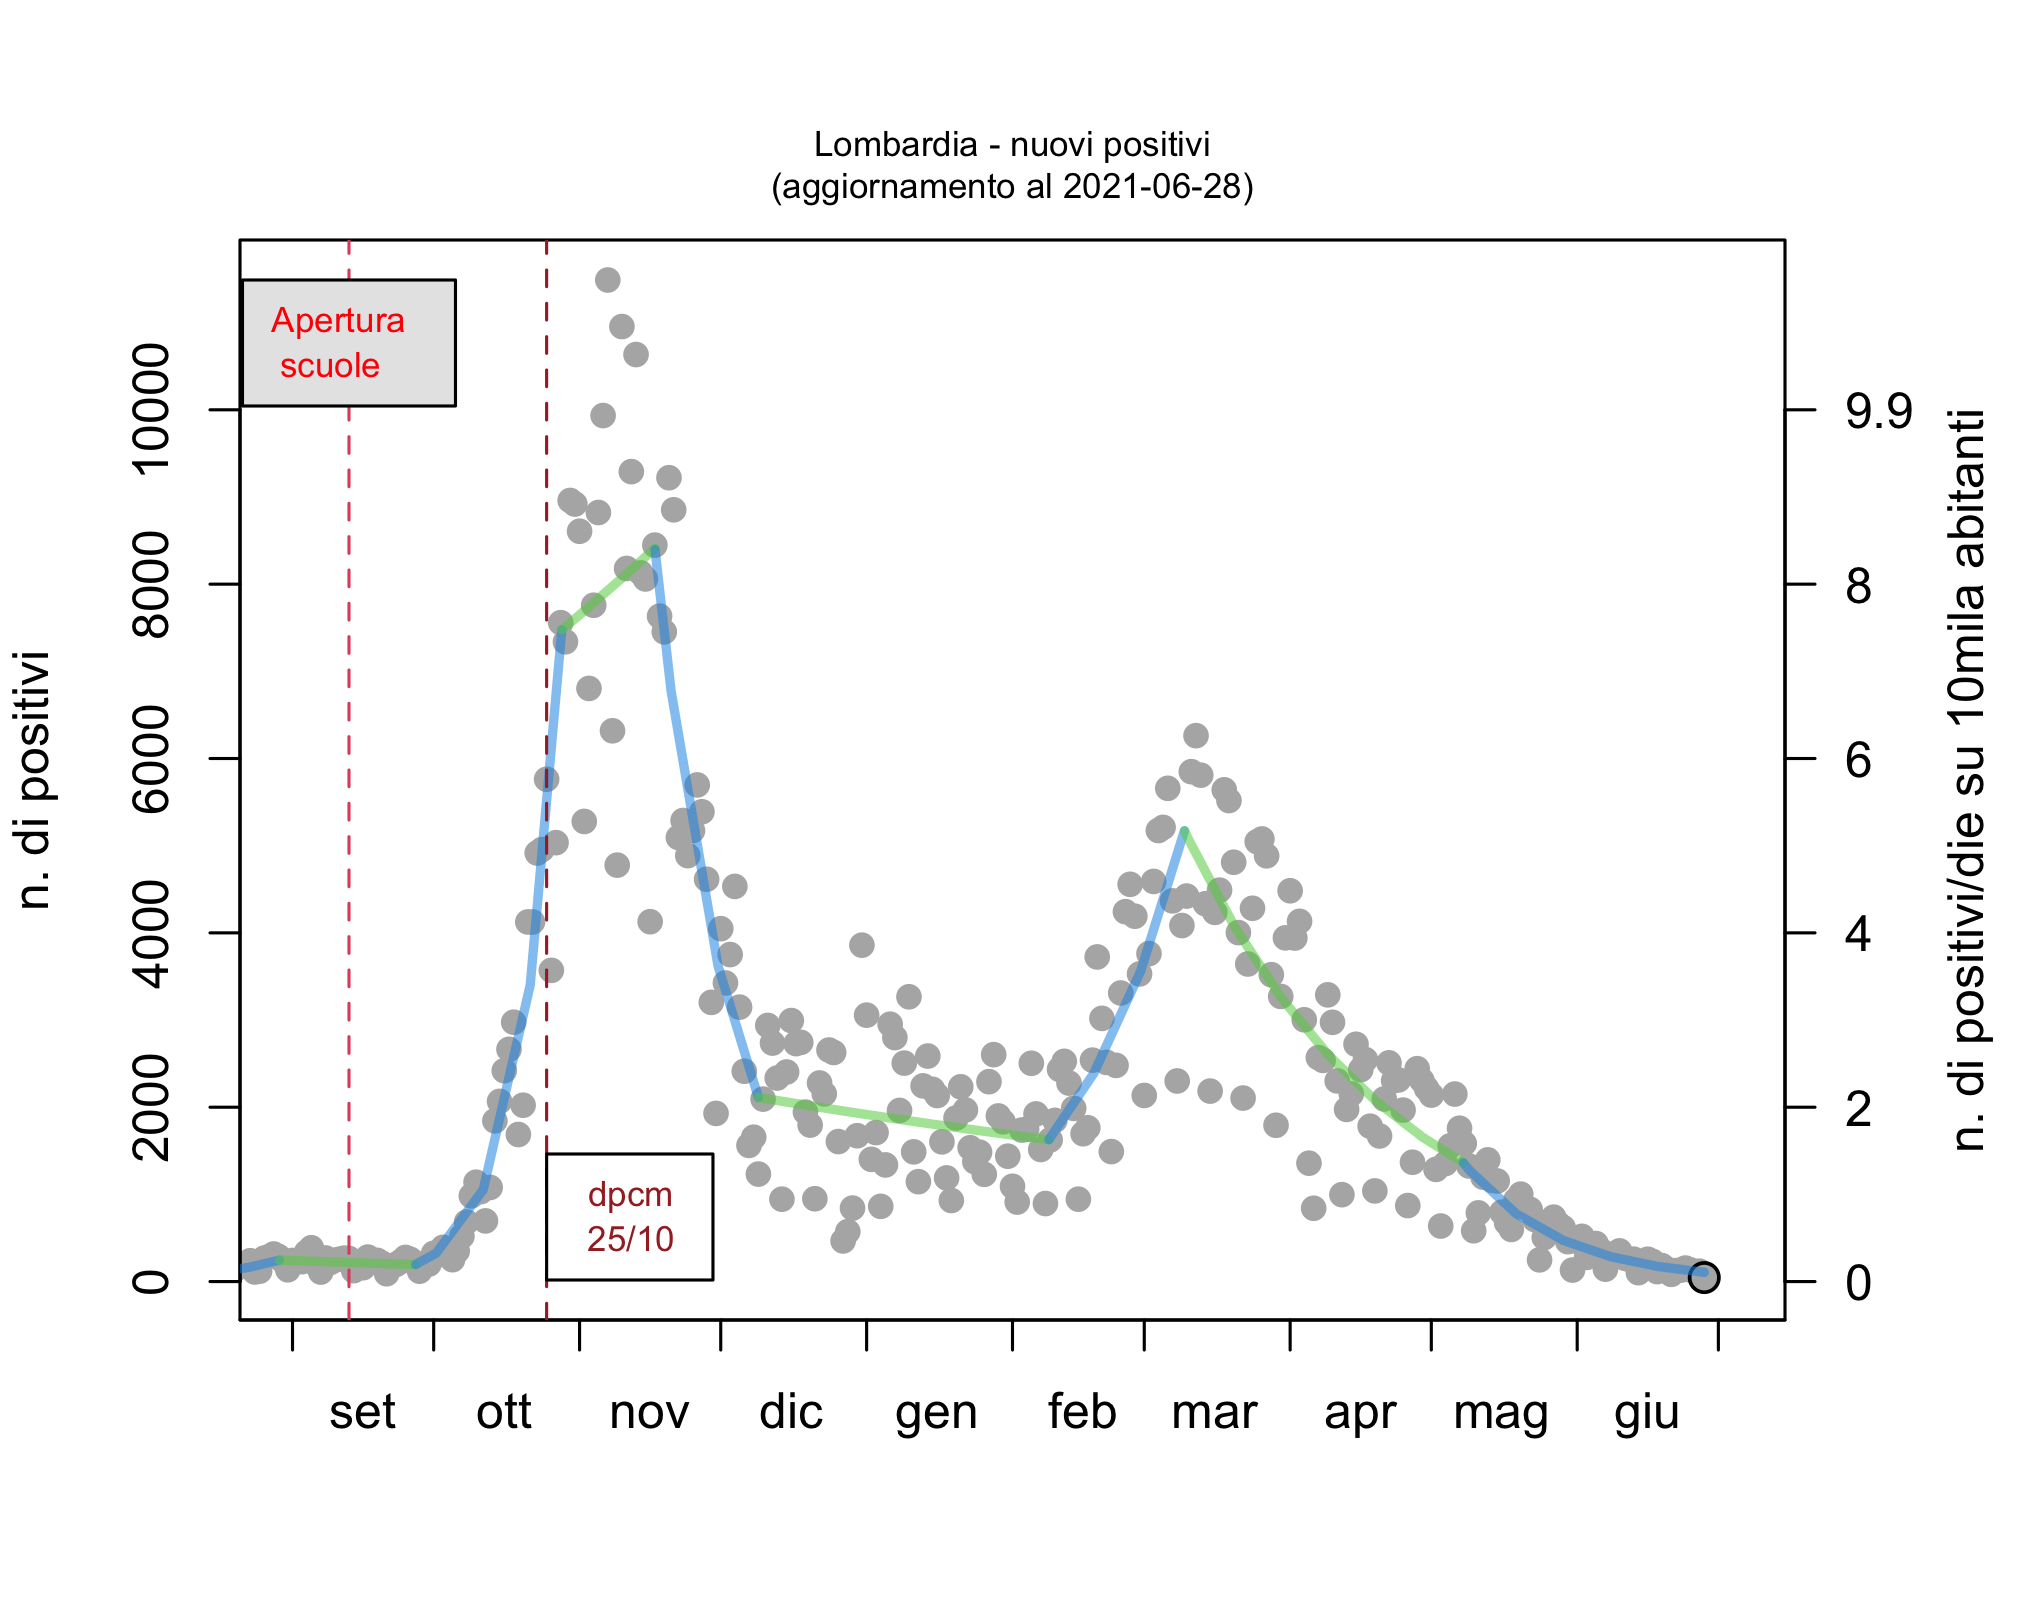 Lombardia - nuovi positivi
(aggiornamento al 2021-06-28)
Apertura
scuole
dpcm
25/10
n. di positivi
0
2000
4000
6000
8000
10000
n. di positivi/die su 10mila abitanti
9.9
8
6
4
2
0
set ott nov dic gen feb mar apr mag giu